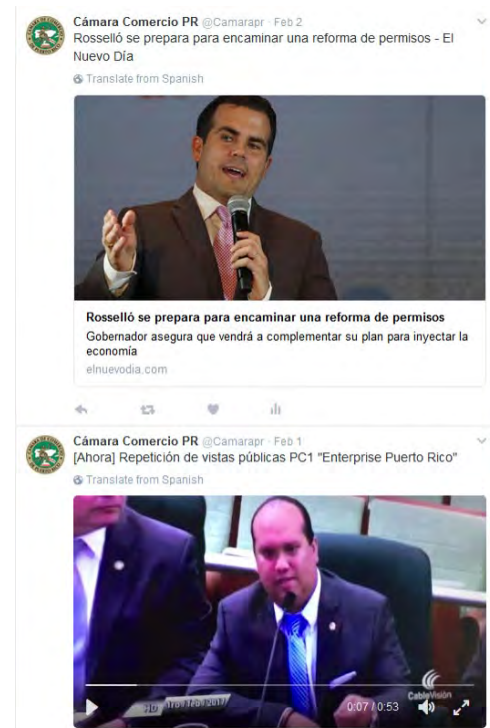 Cámara Comercio PR @Camarapr · Feb 2
Rosselló se prepara para encaminar una reforma de permisos - El
Nuevo Día
Translate from Spanish
Rosselló se prepara para encaminar una reforma de permisos
Gobernador asegura que vendrá a complementar su plan para inyectar la
economía
elnuevodia.com
Cámara Comercio PR @Camarapr · Feb 1
[Ahora] Repetición de vistas públicas PC1 "Enterprise Puerto Rico"
Translate from Spanish
CableVisión
0:07 / 0:53